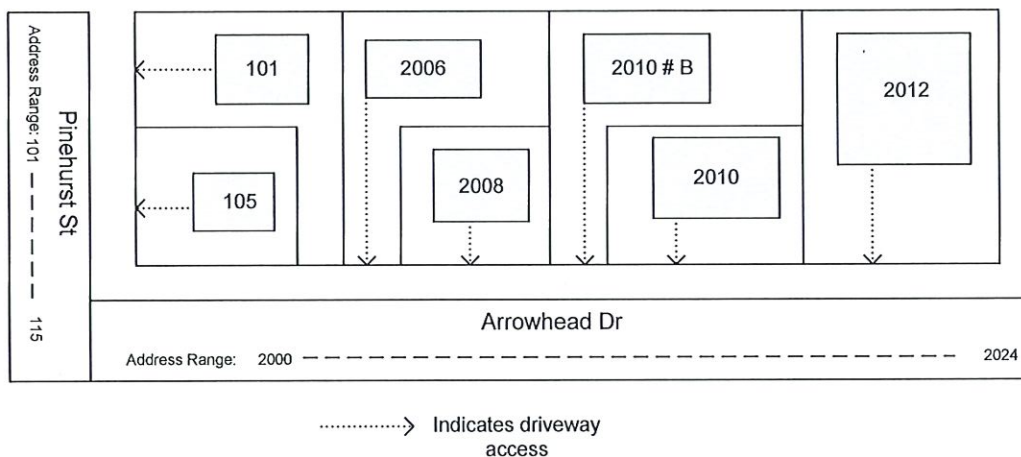 Pinehurst St
Address Range: 101 115
101
2006
2010 # B
2012
105
2008
2010
Arrowhead Dr
Address Range: 2000 2024
Indicates driveway
access